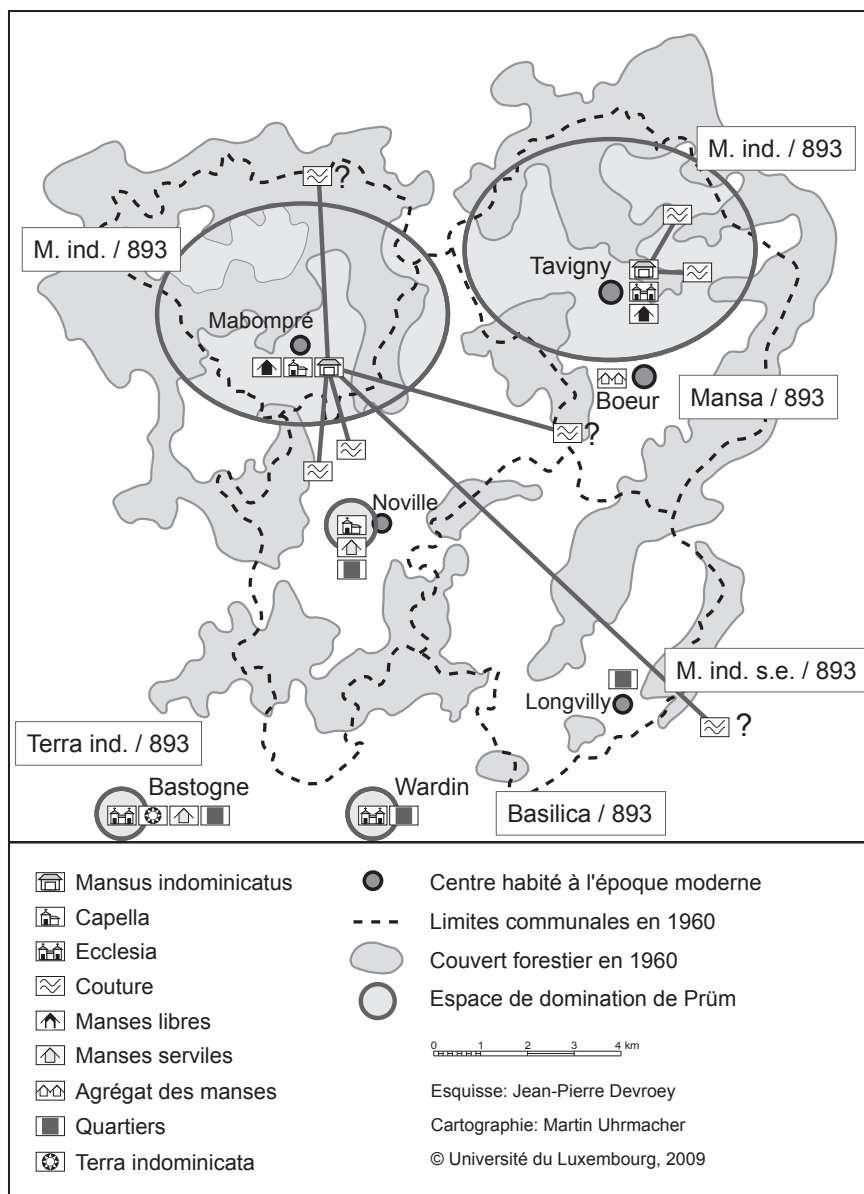 M. ind. / 893
?
M. ind. / 893
Tavigny
Mabompré
Boeur
Mansa / 893
?
Noville
M. ind. s.e. / 893
Longvilly
?
Terra ind. / 893
Bastogne
Wardin
Basilica / 893
Mansus indominicatus
Capella
Ecclesia
Couture
Manses libres
Manses serviles
Agrégat des manses
Quartiers
Terra indominicata
Centre habité à l'époque moderne
Limites communales en 1960
Couvert forestier en 1960
Espace de domination de Prüm
0 1 2 3 4 km
Esquisse: Jean-Pierre Devroey
Cartographie: Martin Uhrmacher
© Université du Luxembourg, 2009